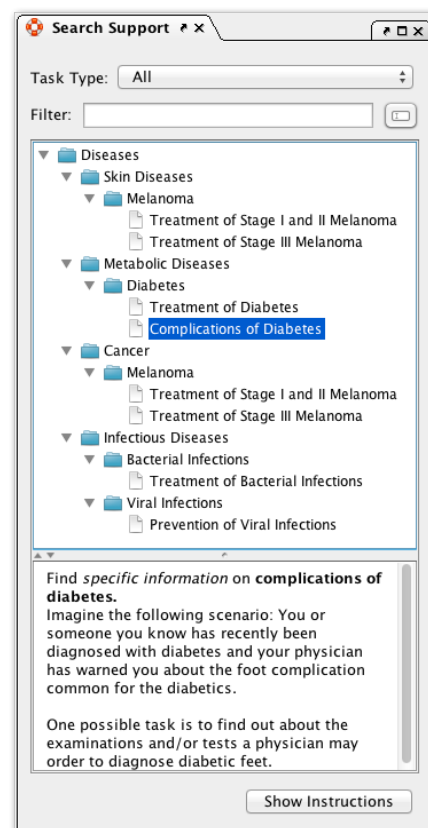 Search Support
Task Type: All
Filter:
Diseases
Skin Diseases
Melanoma
Treatment of Stage I and II Melanoma
Treatment of Stage III Melanoma
Metabolic Diseases
Diabetes
Treatment of Diabetes
Complications of Diabetes
Cancer
Melanoma
Treatment of Stage I and II Melanoma
Treatment of Stage III Melanoma
Infectious Diseases
Bacterial Infections
Treatment of Bacterial Infections
Viral Infections
Prevention of Viral Infections
Find specific information on complications of
diabetes.
Imagine the following scenario: You or
someone you know has recently been
diagnosed with diabetes and your physician
has warned you about the foot complication
common for the diabetics.
One possible task is to find out about the
examinations and/or tests a physician may
order to diagnose diabetic feet.
Show Instructions